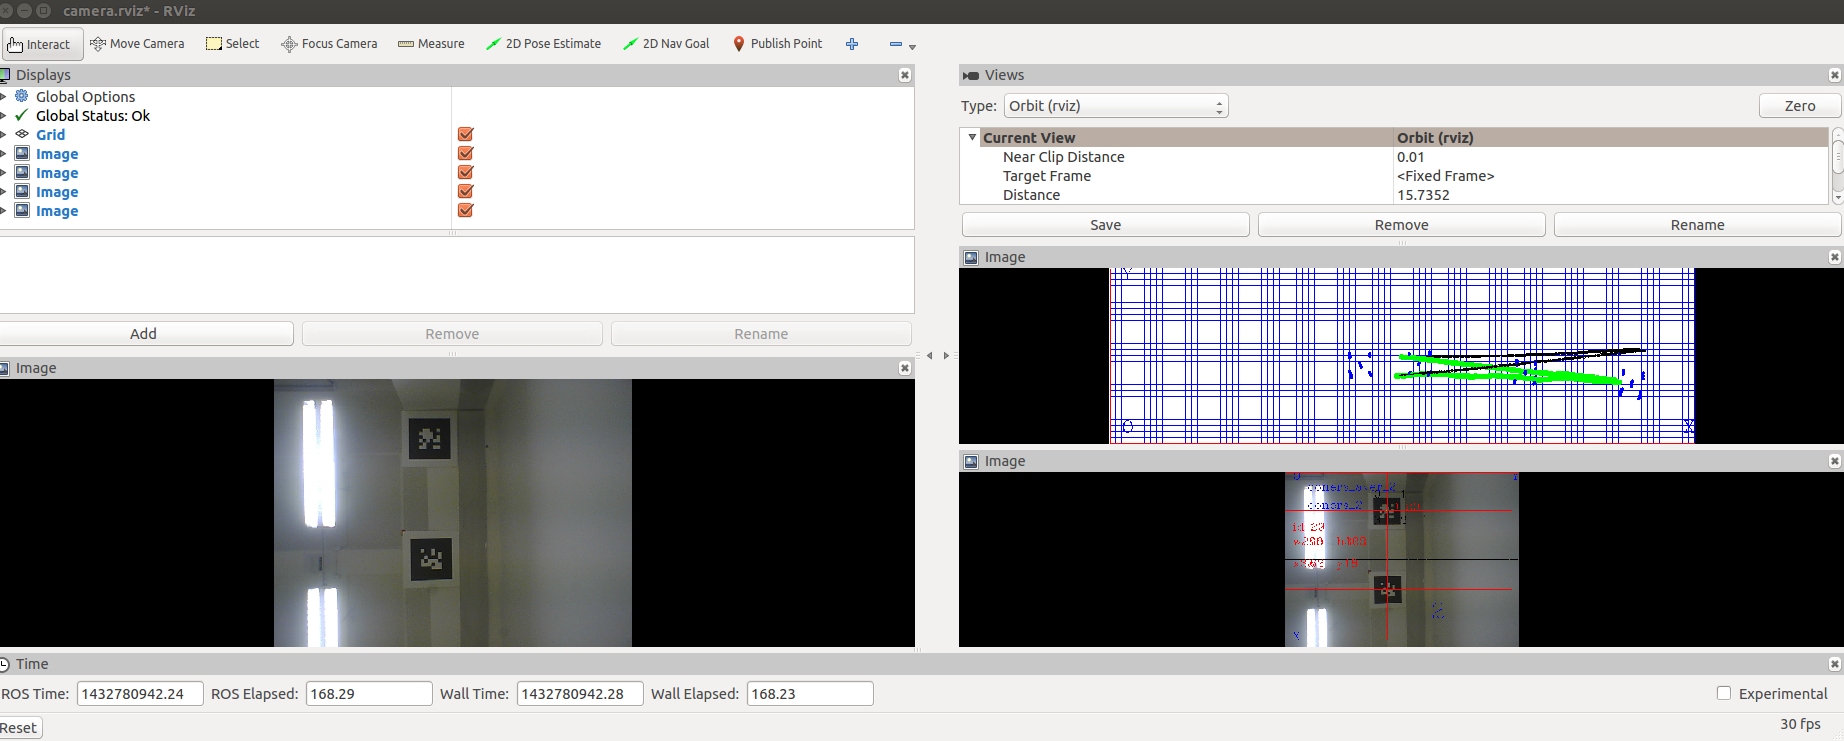 camera.rviz* - RViz
Interact Move Camera Select Focus Camera Measure 2D Pose Estimate 2D Nav Goal Publish Point
Displays
Global Options
Global Status: Ok
Grid
Image
Image
Image
Image
Add Remove Rename
Image
Views
Type: Orbit (rviz) Zero
Current View Orbit (rviz)
Near Clip Distance 0.01
Target Frame <Fixed Frame>
Distance 15.7352
Save Remove Rename
Image
Y
O X
Image
Time
ROS Time: 1432780942.24 ROS Elapsed: 168.29 Wall Time: 1432780942.28 Wall Elapsed: 168.23 Experimental
Reset 30 fps